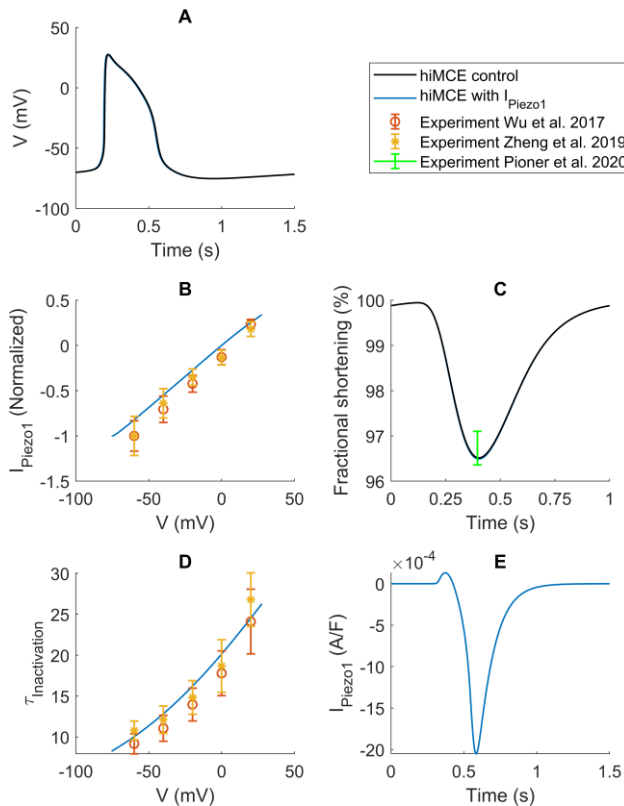 A
50
0
-50
-100
V (mV)
0
0.5
1
1.5
Time (s)
hiMCE control
hiMCE with I_Piezo1
Experiment Wu et al. 2017
Experiment Zheng et al. 2019
Experiment Pioner et al. 2020
B
0.5
0
-0.5
-1
-1.5
I_Piezo1 (Normalized)
-100
-50
0
50
V (mV)
C
100
99
98
97
96
Fractional shortening (%)
0
0.25
0.5
0.75
1
Time (s)
D
30
25
20
15
10
τ_Inactivation
-100
-50
0
50
V (mV)
E
×10^-4
0
-5
-10
-15
-20
I_Piezo1 (A/F)
0
0.5
1
1.5
Time (s)